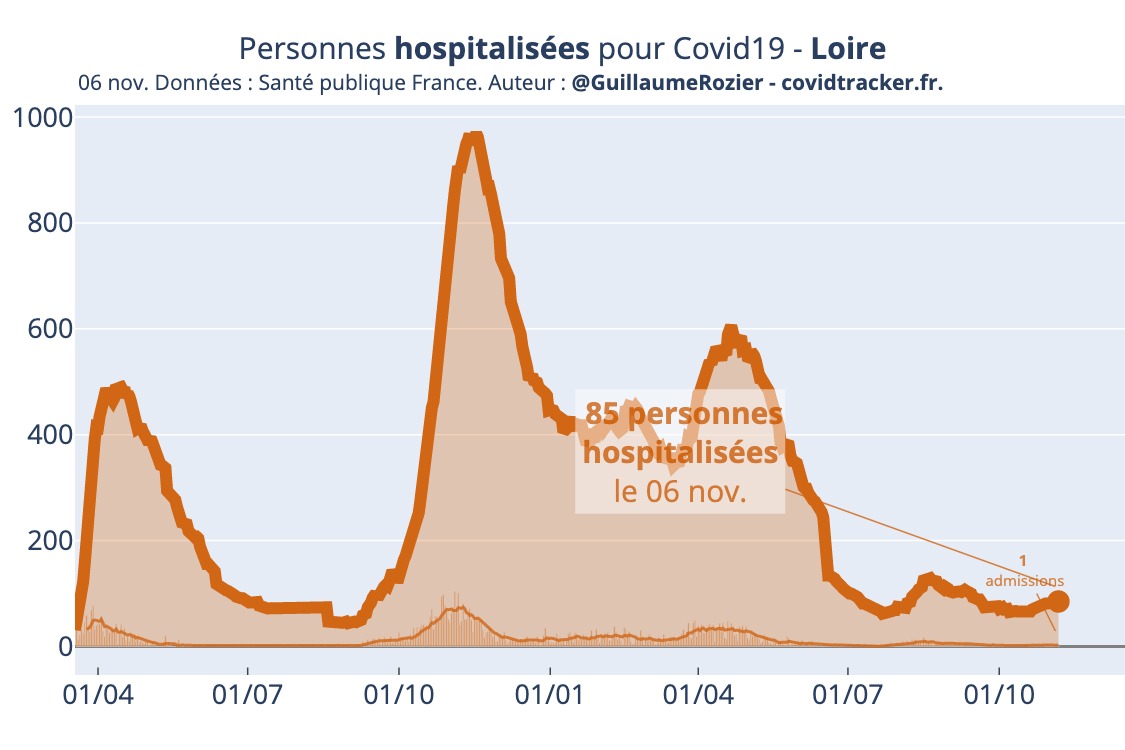 Personnes hospitalisées pour Covid19 - Loire
06 nov. Données : Santé publique France. Auteur : @GuillaumeRozier - covidtracker.fr.
1000
800
600
400
200
0
85 personnes
hospitalisées
le 06 nov.
1
admissions
01/04 01/07 01/10 01/01 01/04 01/07 01/10